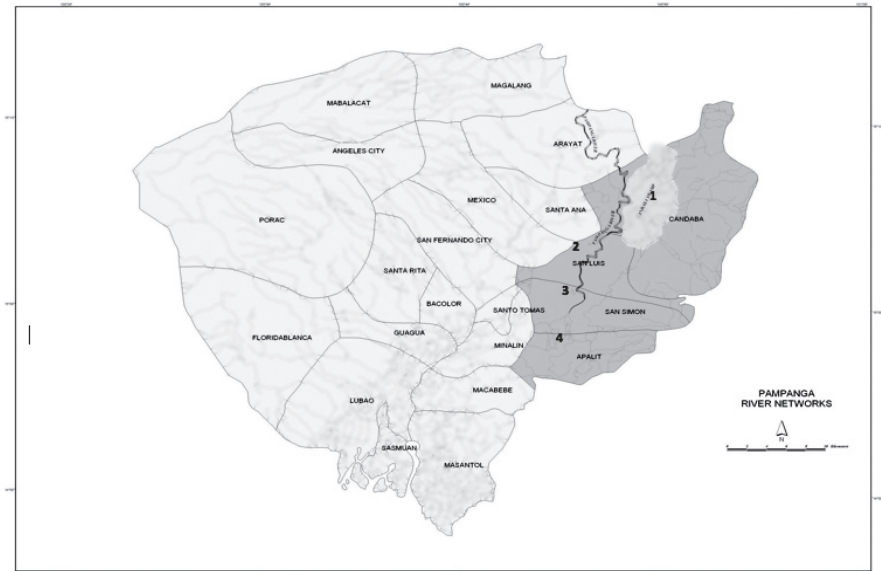 MAGALANG
MABALACAT
ARAYAT
ANGELES CITY
1
MEXICO
SANTA ANA
PORAC
CANDABA
SAN FERNANDO CITY
2
SAN LUIS
SANTA RITA
3
BACOLOR
SANTO TOMAS
SAN SIMON
GUAGUA
FLORIDABLANCA
4
MINALIN
APALIT
MACABEBE
LUBAO
PAMPANGA
RIVER NETWORKS
N
SASMUAN
MASANTOL